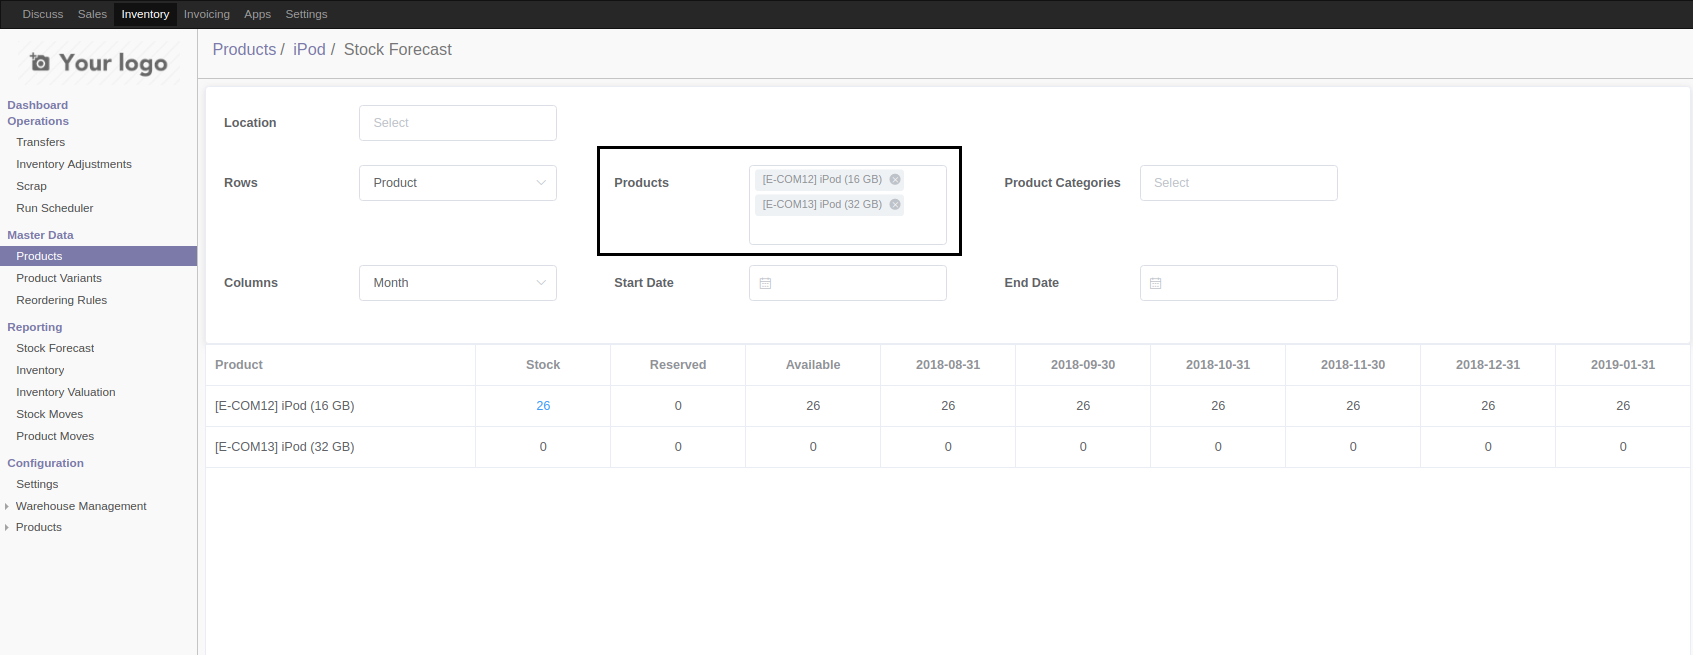 Discuss Sales Inventory Invoicing Apps Settings
Your logo
Products / iPod / Stock Forecast
Dashboard
Operations
Transfers
Inventory Adjustments
Scrap
Run Scheduler
Master Data
Products
Product Variants
Reordering Rules
Reporting
Stock Forecast
Inventory
Inventory Valuation
Stock Moves
Product Moves
Configuration
Settings
Warehouse Management
Products
Location Select
Rows Product
Products [E-COM12] iPod (16 GB)
[E-COM13] iPod (32 GB)
Product Categories Select
Columns Month
Start Date
End Date
Product Stock Reserved Available 2018-08-31 2018-09-30 2018-10-31 2018-11-30 2018-12-31 2019-01-31
[E-COM12] iPod (16 GB) 26 0 26 26 26 26 26 26 26
[E-COM13] iPod (32 GB) 0 0 0 0 0 0 0 0 0